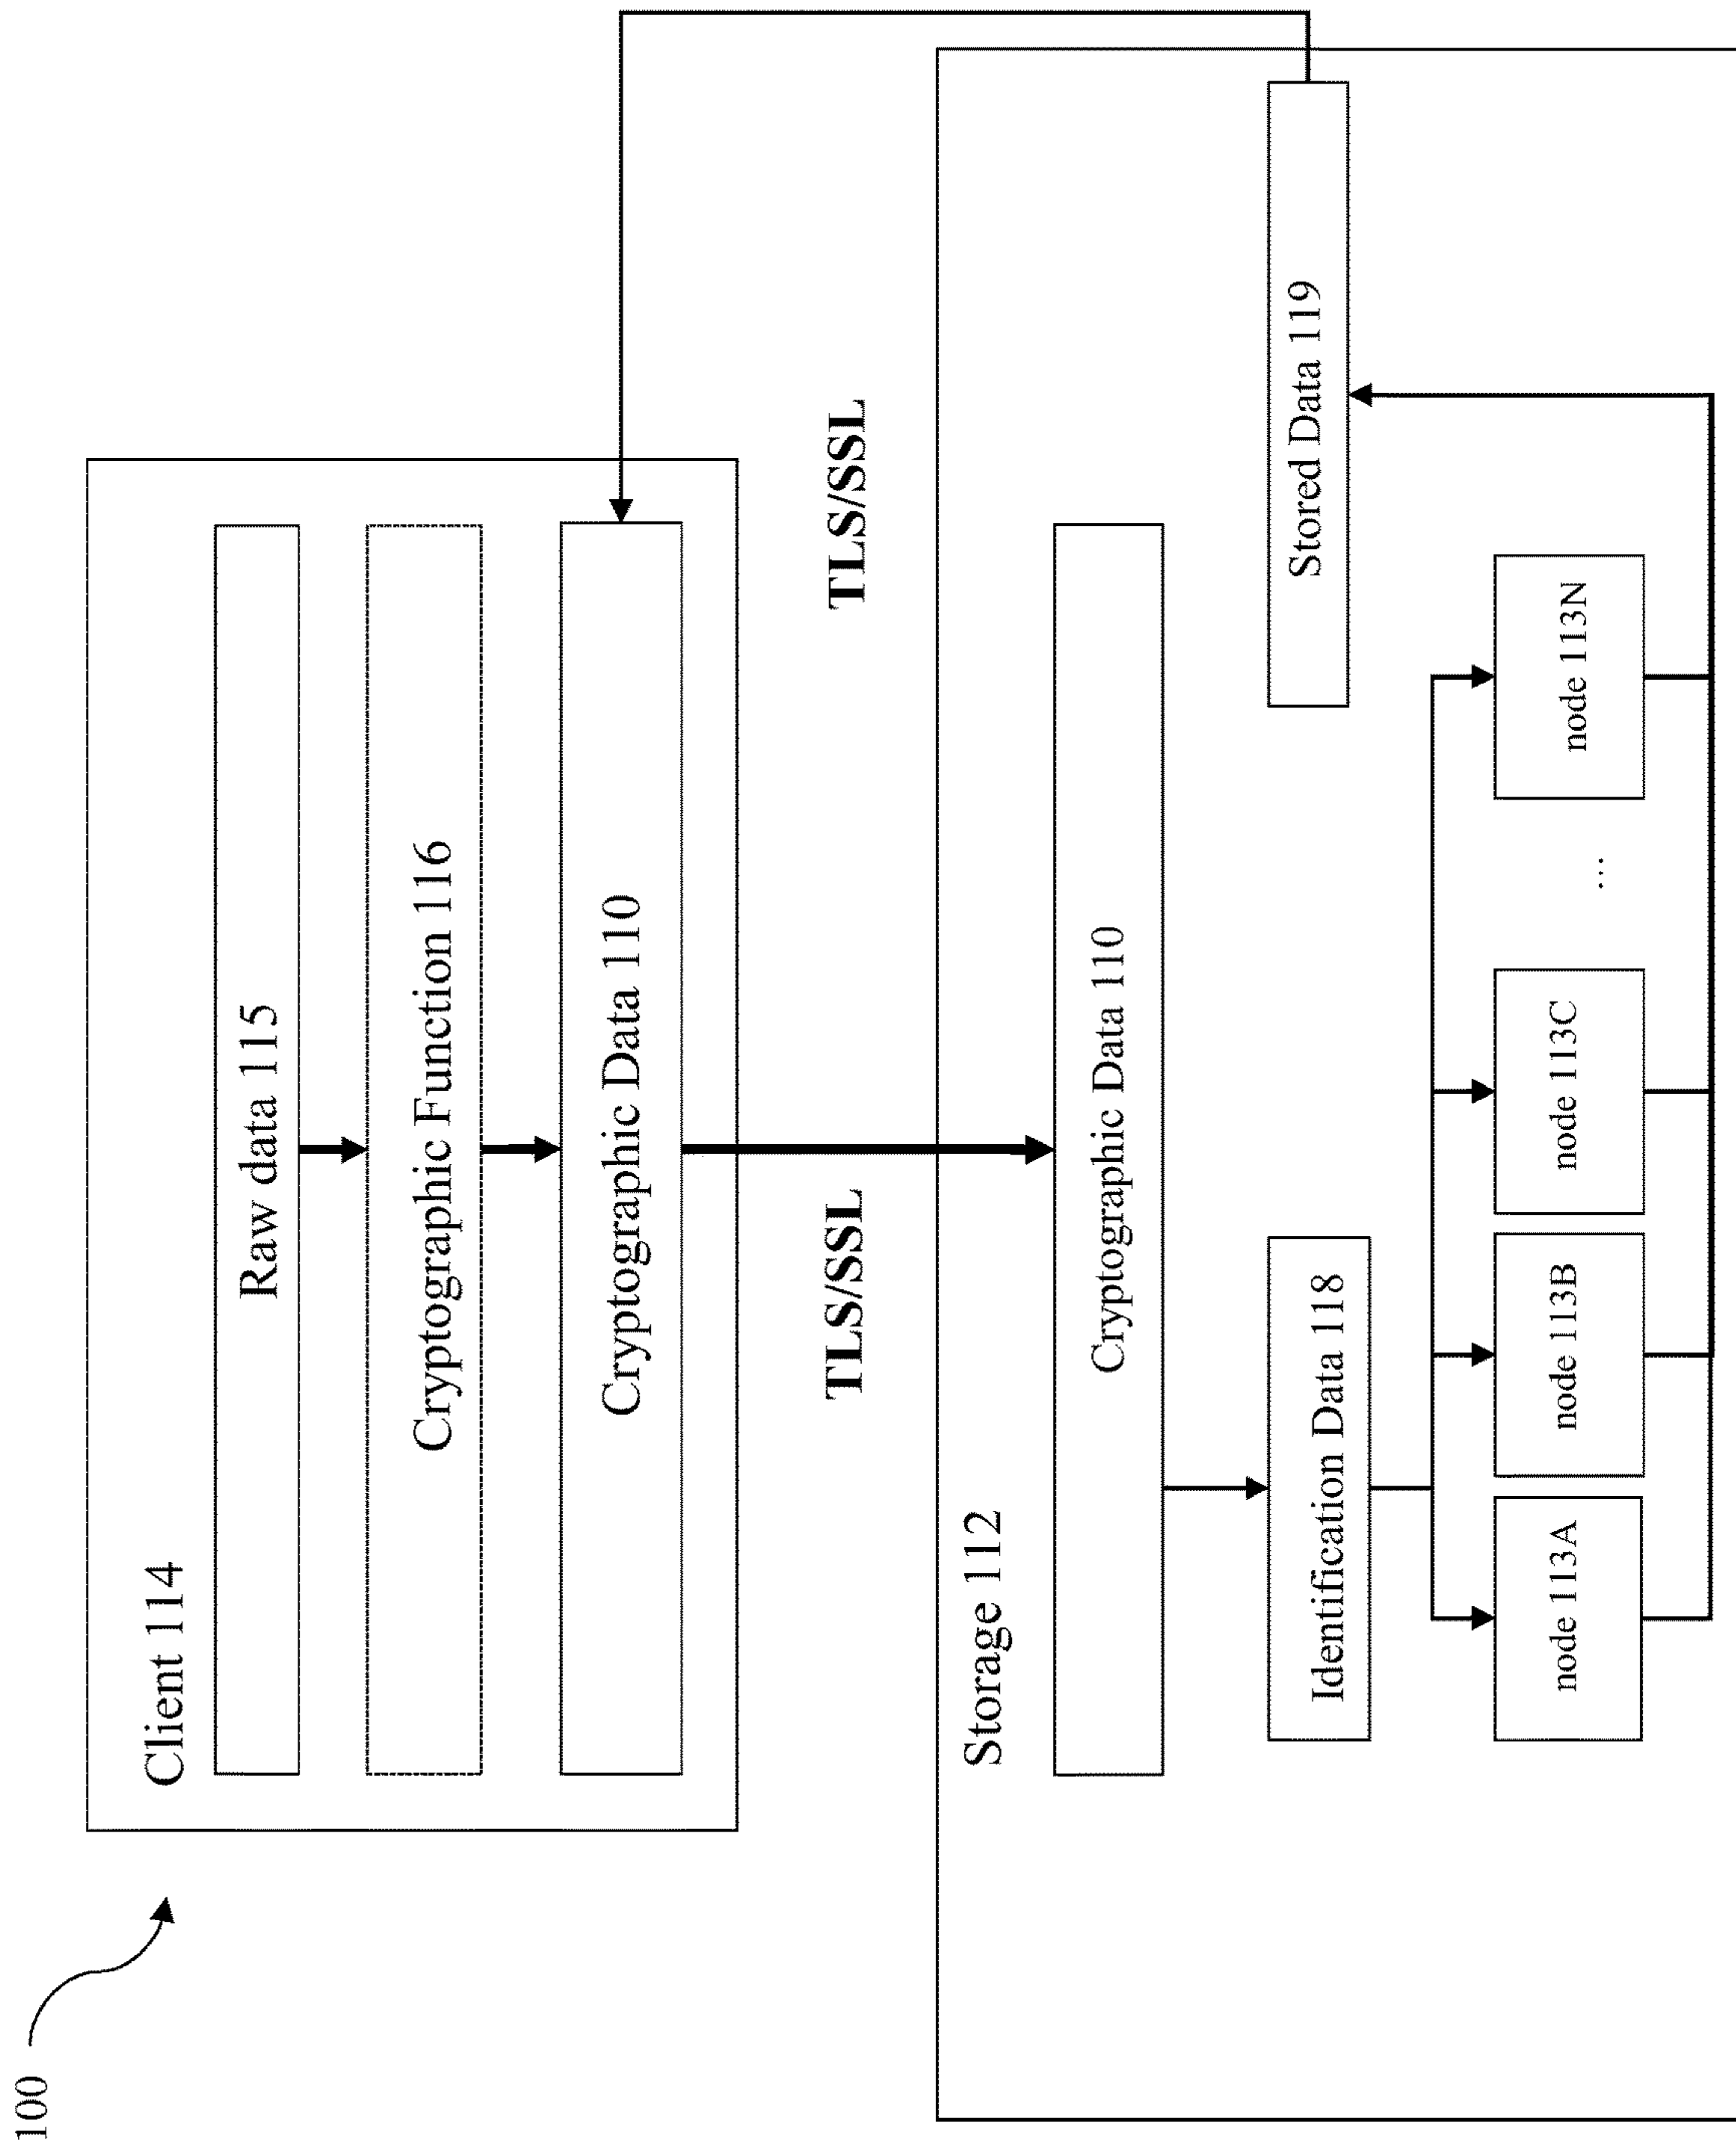 100
Client 114
Raw data 115
Cryptographic Function 116
Cryptographic Data 110
TLS/SSL
TLS/SSL
Storage 112
Cryptographic Data 110
Identification Data 118
Stored Data 119
node 113A
node 113B
node 113C
...
node 113N